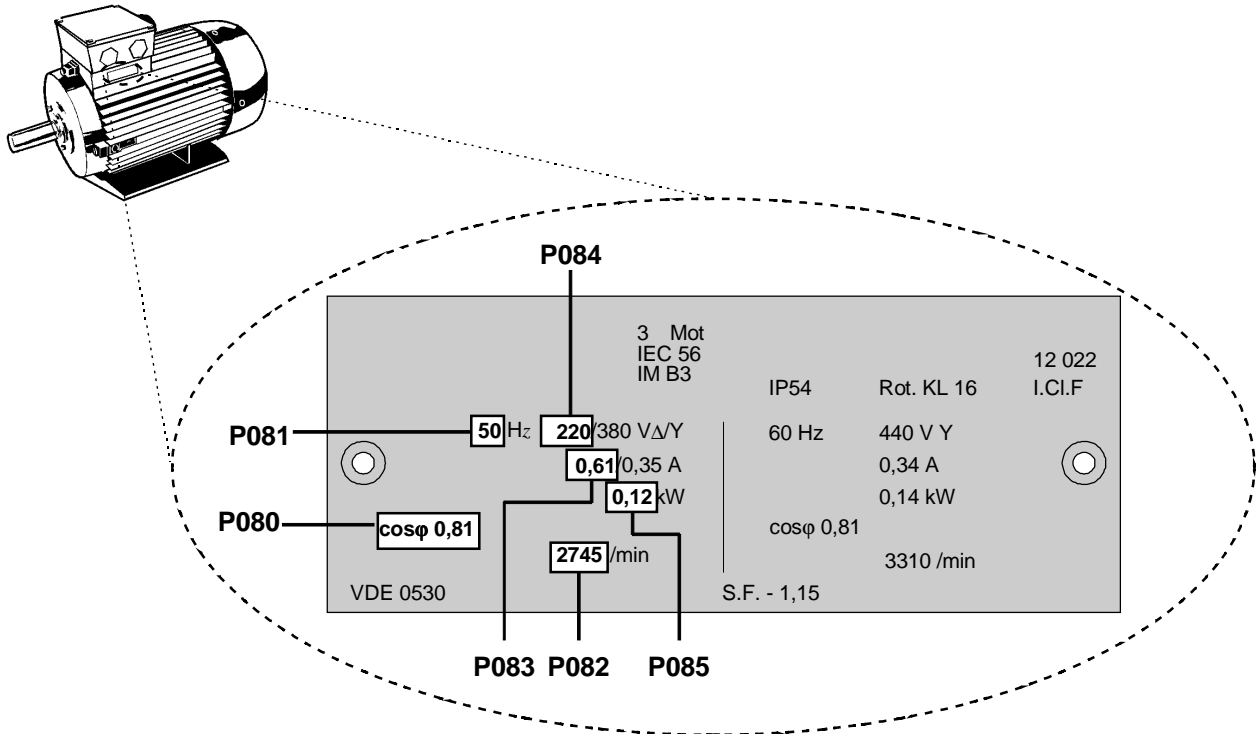 P084
3 Mot
IEC 56
IM B3
12 022
IP54 Rot. KL 16 I.Cl.F
P081
50 Hz 220/380 V∆/Y 60 Hz 440 V Y
0,61/0,35 A 0,34 A
0,12 kW 0,14 kW
P080
cosφ 0,81 cosφ 0,81
2745 /min 3310 /min
VDE 0530 S.F. - 1,15
P083 P082 P085